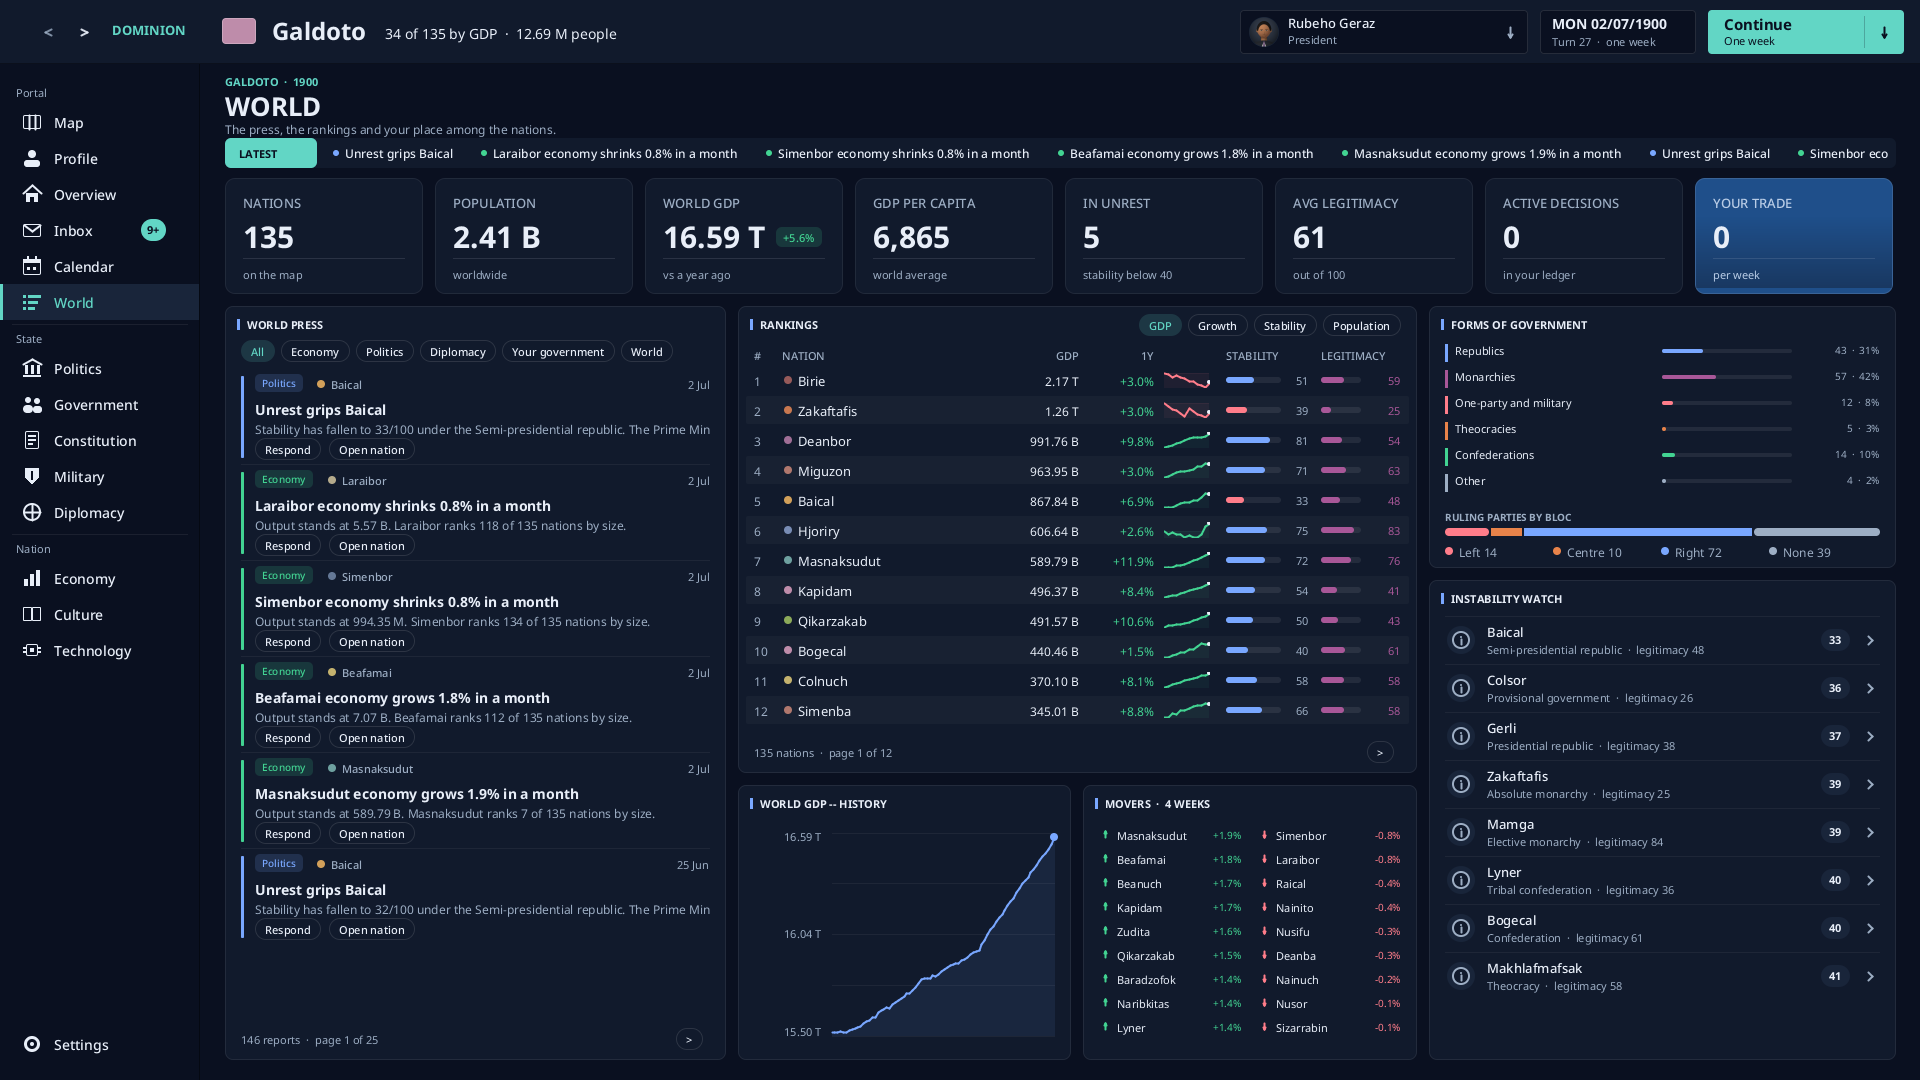 < > DOMINION
Galdoto 34 of 135 by GDP · 12.69 M people
Rubeho Geraz
President
MON 02/07/1900
Turn 27 · one week
Continue
One week
Portal
Map
Profile
Overview
Inbox 9+
Calendar
World
State
Politics
Government
Constitution
Military
Diplomacy
Nation
Economy
Culture
Technology
Settings
GALDOTO · 1900
WORLD
The press, the rankings and your place among the nations.
LATEST Unrest grips Baical Laraibor economy shrinks 0.8% in a month Simenbor economy shrinks 0.8% in a month Beafamai economy grows 1.8% in a month Masnaksudut economy grows 1.9% in a month Unrest grips Baical Simenbor eco
NATIONS
135
on the map
POPULATION
2.41 B
worldwide
WORLD GDP
16.59 T +5.6%
vs a year ago
GDP PER CAPITA
6,865
world average
IN UNREST
5
stability below 40
AVG LEGITIMACY
61
out of 100
ACTIVE DECISIONS
0
in your ledger
YOUR TRADE
0
per week
WORLD PRESS
All Economy Politics Diplomacy Your government World
Politics Baical 2 Jul
Unrest grips Baical
Stability has fallen to 33/100 under the Semi-presidential republic. The Prime Min
Respond Open nation
Economy Laraibor 2 Jul
Laraibor economy shrinks 0.8% in a month
Output stands at 5.57 B. Laraibor ranks 118 of 135 nations by size.
Respond Open nation
Economy Simenbor 2 Jul
Simenbor economy shrinks 0.8% in a month
Output stands at 994.35 M. Simenbor ranks 134 of 135 nations by size.
Respond Open nation
Economy Beafamai 2 Jul
Beafamai economy grows 1.8% in a month
Output stands at 7.07 B. Beafamai ranks 112 of 135 nations by size.
Respond Open nation
Economy Masnaksudut 2 Jul
Masnaksudut economy grows 1.9% in a month
Output stands at 589.79 B. Masnaksudut ranks 7 of 135 nations by size.
Respond Open nation
Politics Baical 25 Jun
Unrest grips Baical
Stability has fallen to 32/100 under the Semi-presidential republic. The Prime Min
Respond Open nation
146 reports · page 1 of 25 >
RANKINGS GDP Growth Stability Population
# NATION GDP 1Y STABILITY LEGITIMACY
1 Birie 2.17 T +3.0% 51 59
2 Zakaftafis 1.26 T +3.0% 39 25
3 Deanbor 991.76 B +9.8% 81 54
4 Miguzon 963.95 B +3.0% 71 63
5 Baical 867.84 B +6.9% 33 48
6 Hjoriry 606.64 B +2.6% 75 83
7 Masnaksudut 589.79 B +11.9% 72 76
8 Kapidam 496.37 B +8.4% 54 41
9 Qikarzakab 491.57 B +10.6% 50 43
10 Bogecal 440.46 B +1.5% 40 61
11 Colnuch 370.10 B +8.1% 58 58
12 Simenba 345.01 B +8.8% 66 58
135 nations · page 1 of 12 >
WORLD GDP -- HISTORY
16.59 T
16.04 T
15.50 T
MOVERS · 4 WEEKS
Masnaksudut +1.9% Simenbor -0.8%
Beafamai +1.8% Laraibor -0.8%
Beanuch +1.7% Raical -0.4%
Kapidam +1.7% Nainito -0.4%
Zudita +1.6% Nusifu -0.3%
Qikarzakab +1.5% Deanba -0.3%
Baradzofok +1.4% Nainuch -0.2%
Naribkitas +1.4% Nusor -0.1%
Lyner +1.4% Sizarrabin -0.1%
FORMS OF GOVERNMENT
Republics 43 · 31%
Monarchies 57 · 42%
One-party and military 12 · 8%
Theocracies 5 · 3%
Confederations 14 · 10%
Other 4 · 2%
RULING PARTIES BY BLOC
Left 14 Centre 10 Right 72 None 39
INSTABILITY WATCH
Baical 33
Semi-presidential republic · legitimacy 48
Colsor 36
Provisional government · legitimacy 26
Gerli 37
Presidential republic · legitimacy 38
Zakaftafis 39
Absolute monarchy · legitimacy 25
Mamga 39
Elective monarchy · legitimacy 84
Lyner 40
Tribal confederation · legitimacy 36
Bogecal 40
Confederation · legitimacy 61
Makhlafmafsak 41
Theocracy · legitimacy 58